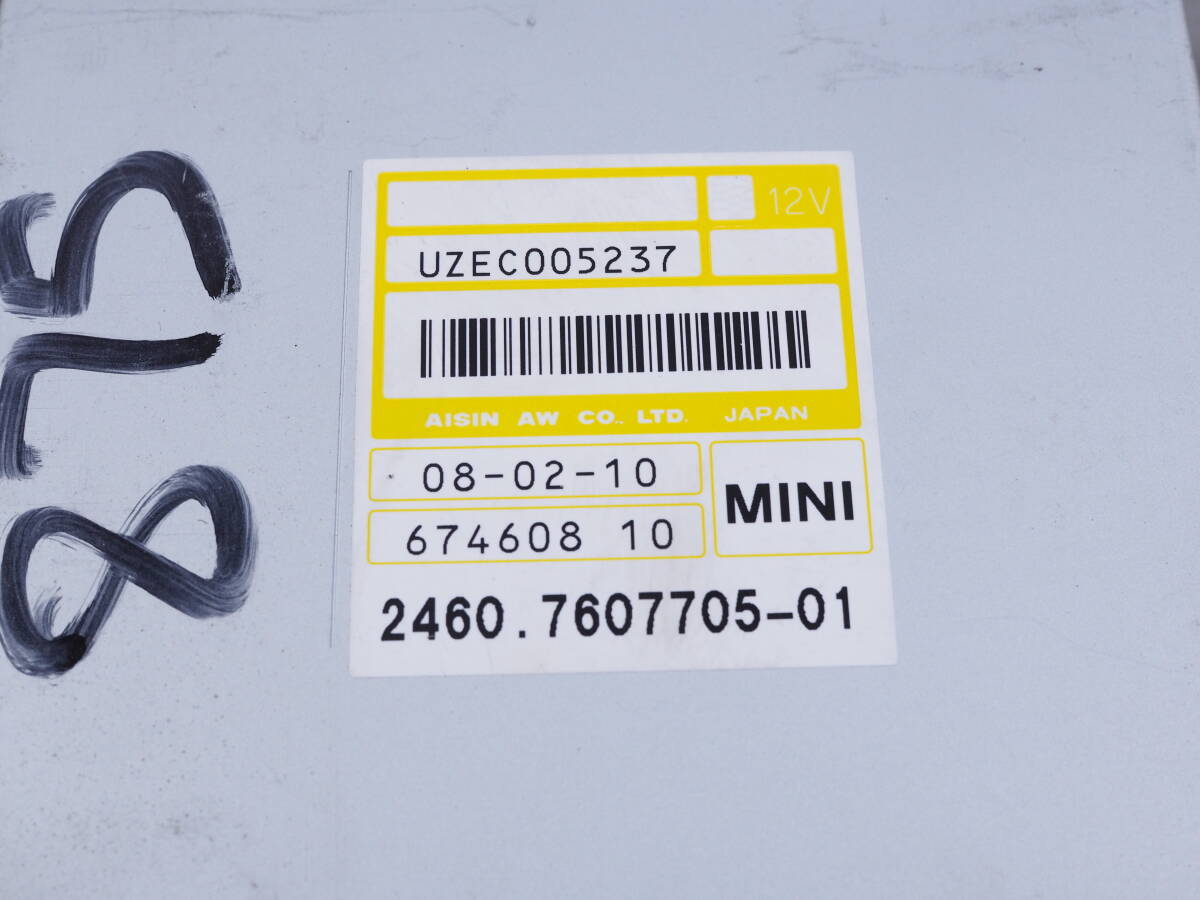 12V
UZEC005237
AISIN AW CO., LTD. JAPAN
08-02-10
MINI
674608 10
2460.7607705-01